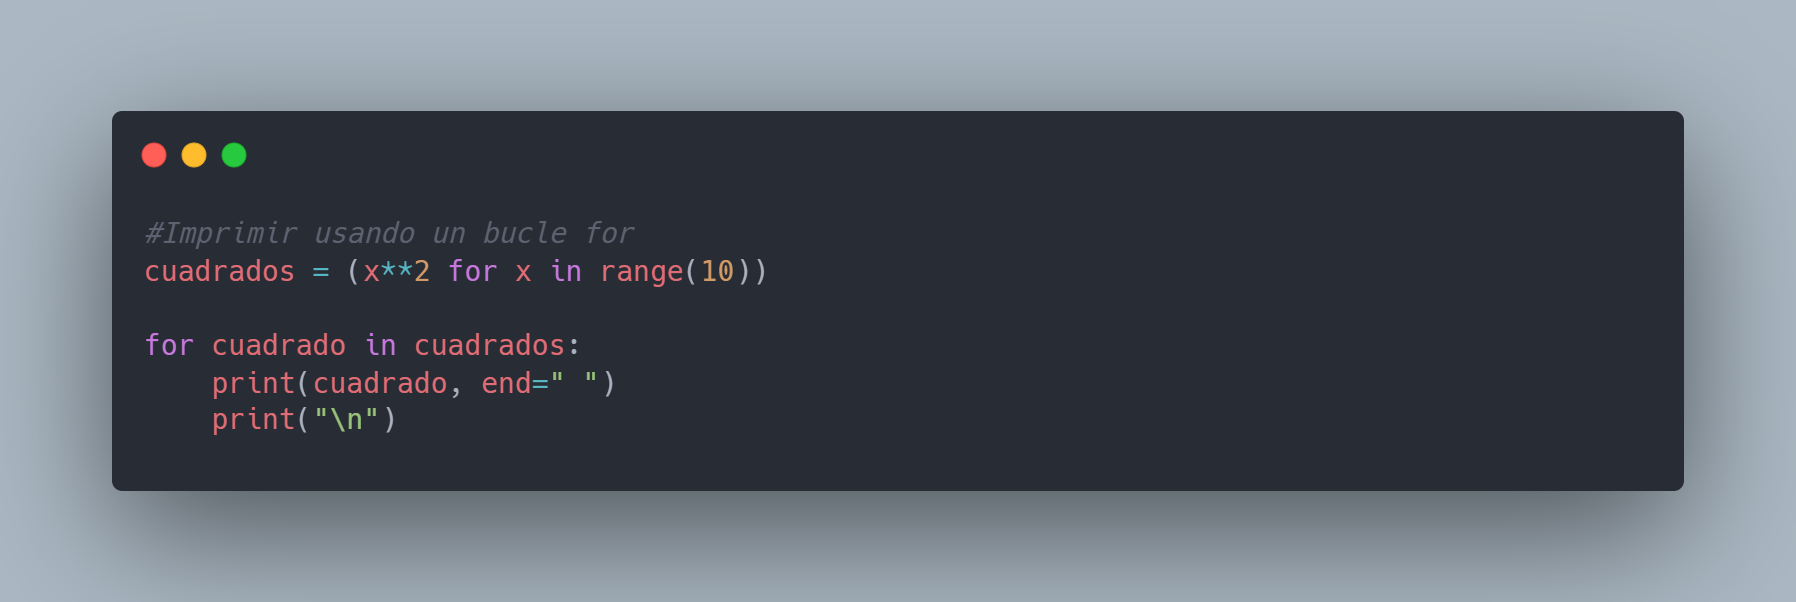 #Imprimir usando un bucle for
cuadrados = (x**2 for x in range(10))
for cuadrado in cuadrados:
    print(cuadrado, end=" ")
    print("\n")